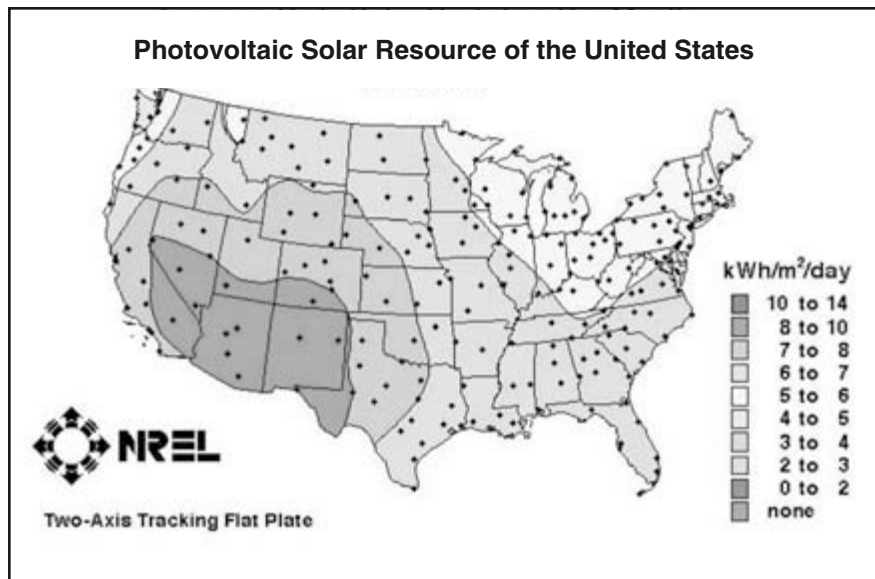 Photovoltaic Solar Resource of the United States
kWh/m²/day
10 to 14
8 to 10
7 to 8
6 to 7
5 to 6
4 to 5
3 to 4
2 to 3
0 to 2
none
NREL
Two-Axis Tracking Flat Plate